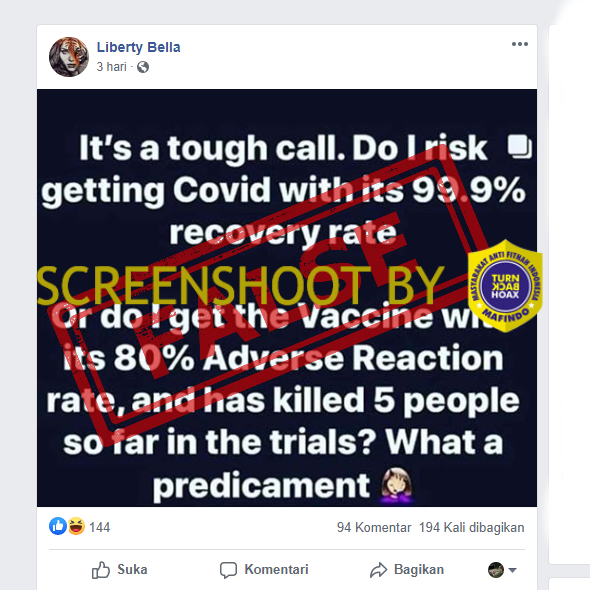 Liberty Bella
3 hari
It's a tough call. Do I risk
getting Covid with its 99.9%
recovery rate
SCREENSHOOT BY
FALSE
MASYARAKAT ANTI FITNAH INDONESIA
TURN
BACK
HOAX
MAFINDO
Or do I get the Vaccine with
its 80% Adverse Reaction
rate, and has killed 5 people
so far in the trials? What a
predicament 🤦🏻‍♀️
144
94 Komentar 194 Kali dibagikan
Suka Komentari Bagikan